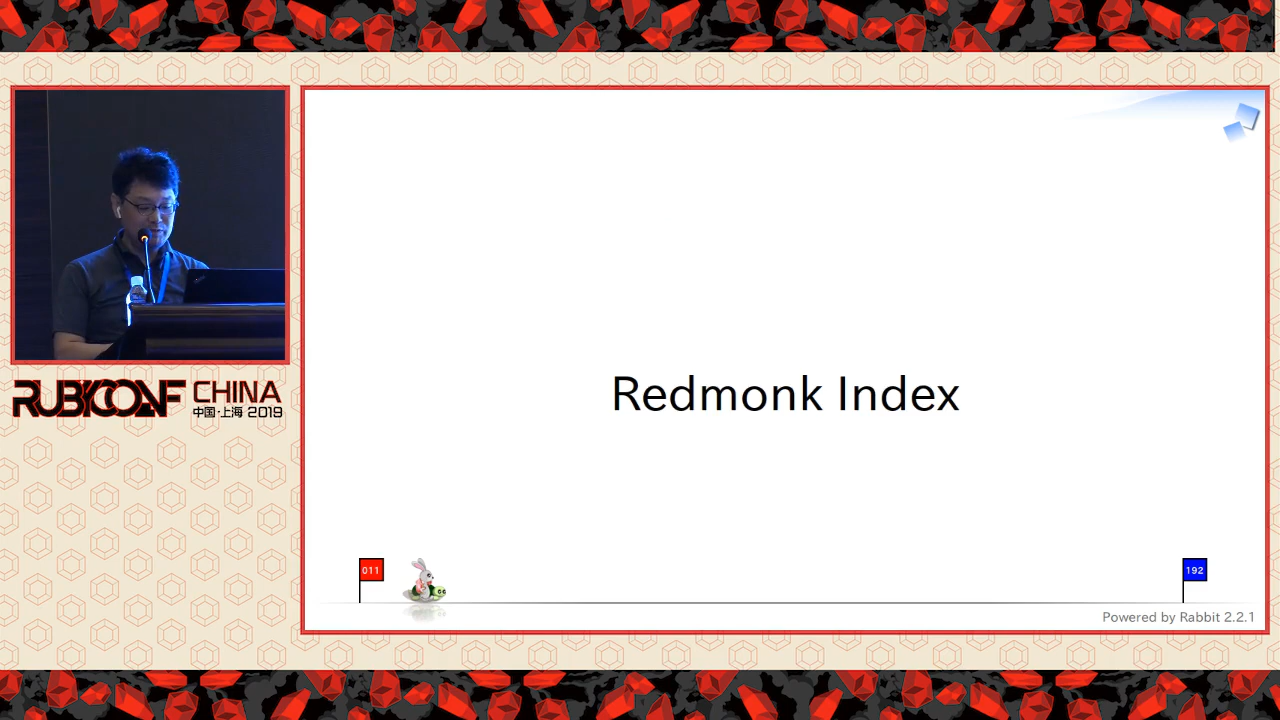 Redmonk Index
011
192
Powered by Rabbit 2.2.1
RUBYCONF CHINA
中国·上海 2019